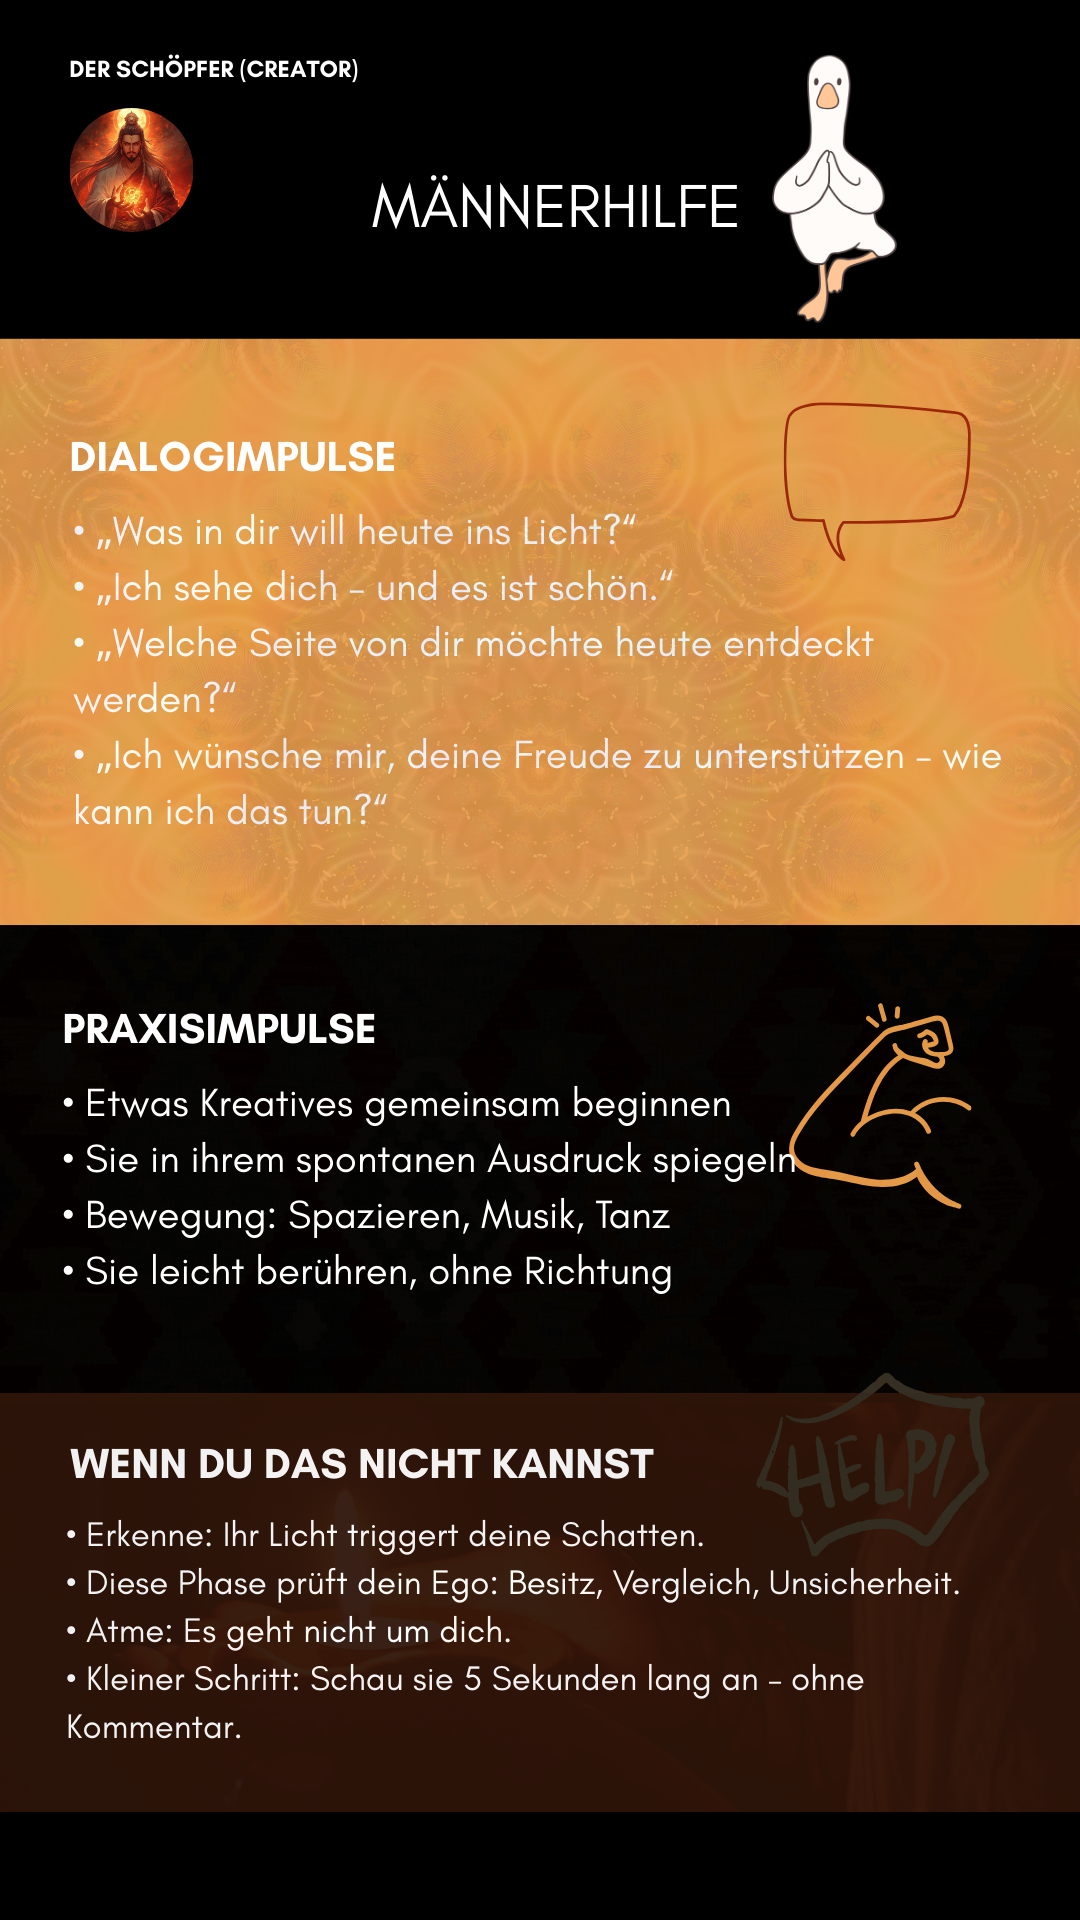 DER SCHÖPFER (CREATOR)
MÄNNERHILFE
DIALOGIMPULSE
• „Was in dir will heute ins Licht?“
• „Ich sehe dich – und es ist schön.“
• „Welche Seite von dir möchte heute entdeckt
werden?“
• „Ich wünsche mir, deine Freude zu unterstützen – wie
kann ich das tun?“
PRAXISIMPULSE
• Etwas Kreatives gemeinsam beginnen
• Sie in ihrem spontanen Ausdruck spiegeln
• Bewegung: Spazieren, Musik, Tanz
• Sie leicht berühren, ohne Richtung
HELP!
WENN DU DAS NICHT KANNST
• Erkenne: Ihr Licht triggert deine Schatten.
• Diese Phase prüft dein Ego: Besitz, Vergleich, Unsicherheit.
• Atme: Es geht nicht um dich.
• Kleiner Schritt: Schau sie 5 Sekunden lang an – ohne
Kommentar.